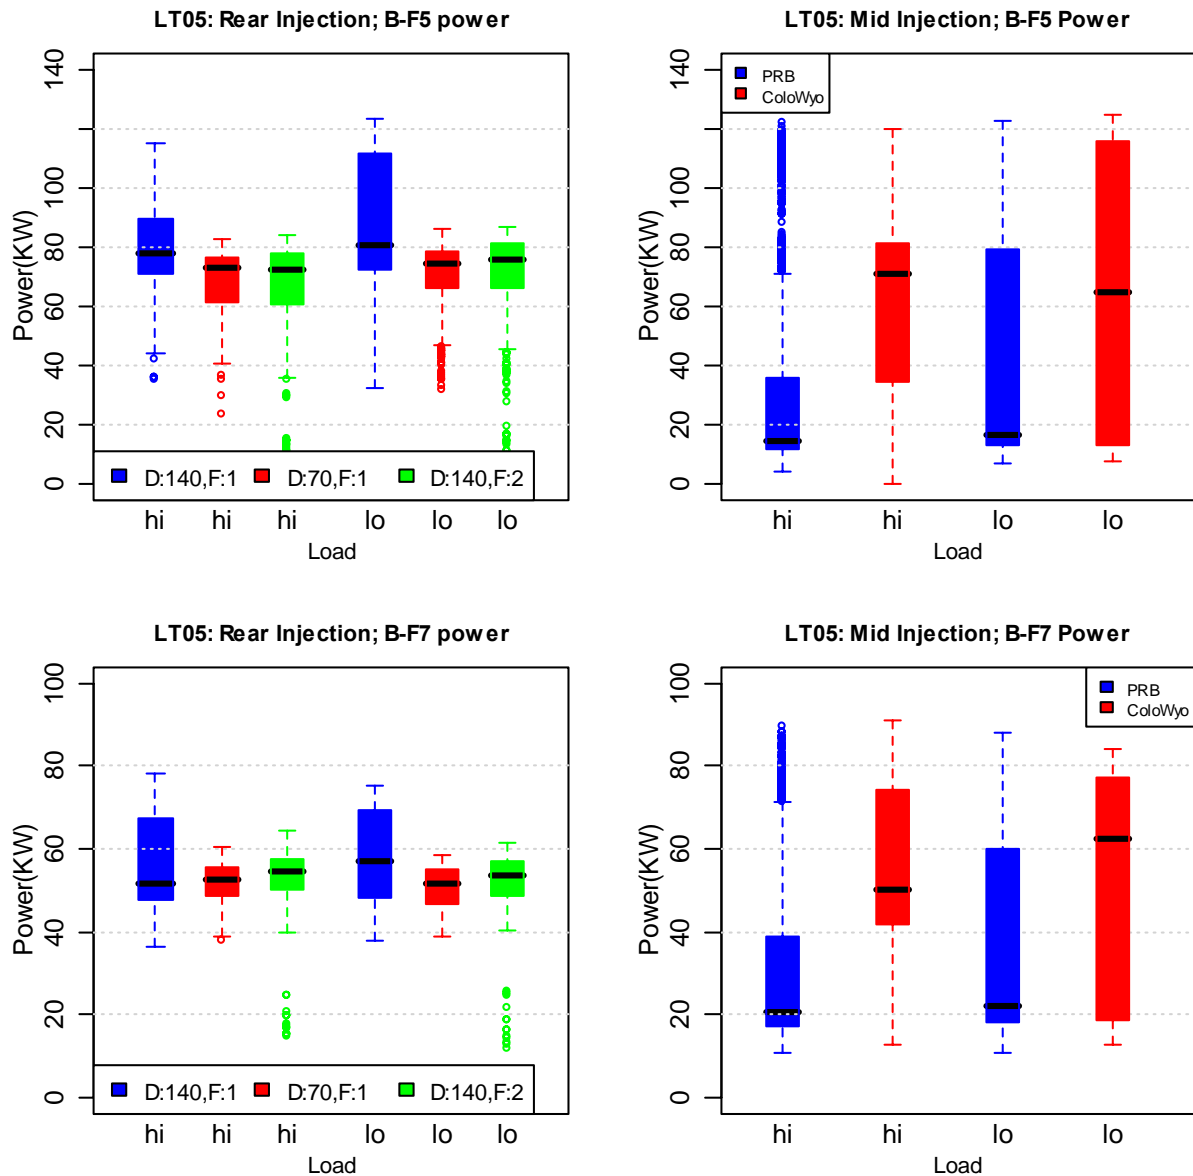 LT05: Rear Injection; B-F5 power
Power(KW)
140
100
80
60
40
20
0
D:140,F:1 D:70,F:1 D:140,F:2
hi hi hi lo lo lo
Load
LT05: Mid Injection; B-F5 Power
PRB
ColoWyo
Power(KW)
140
100
80
60
40
20
0
hi hi lo lo
Load
LT05: Rear Injection; B-F7 power
Power(KW)
100
80
60
40
20
0
D:140,F:1 D:70,F:1 D:140,F:2
hi hi hi lo lo lo
Load
LT05: Mid Injection; B-F7 Power
PRB
ColoWyo
Power(KW)
100
80
60
40
20
0
hi hi lo lo
Load